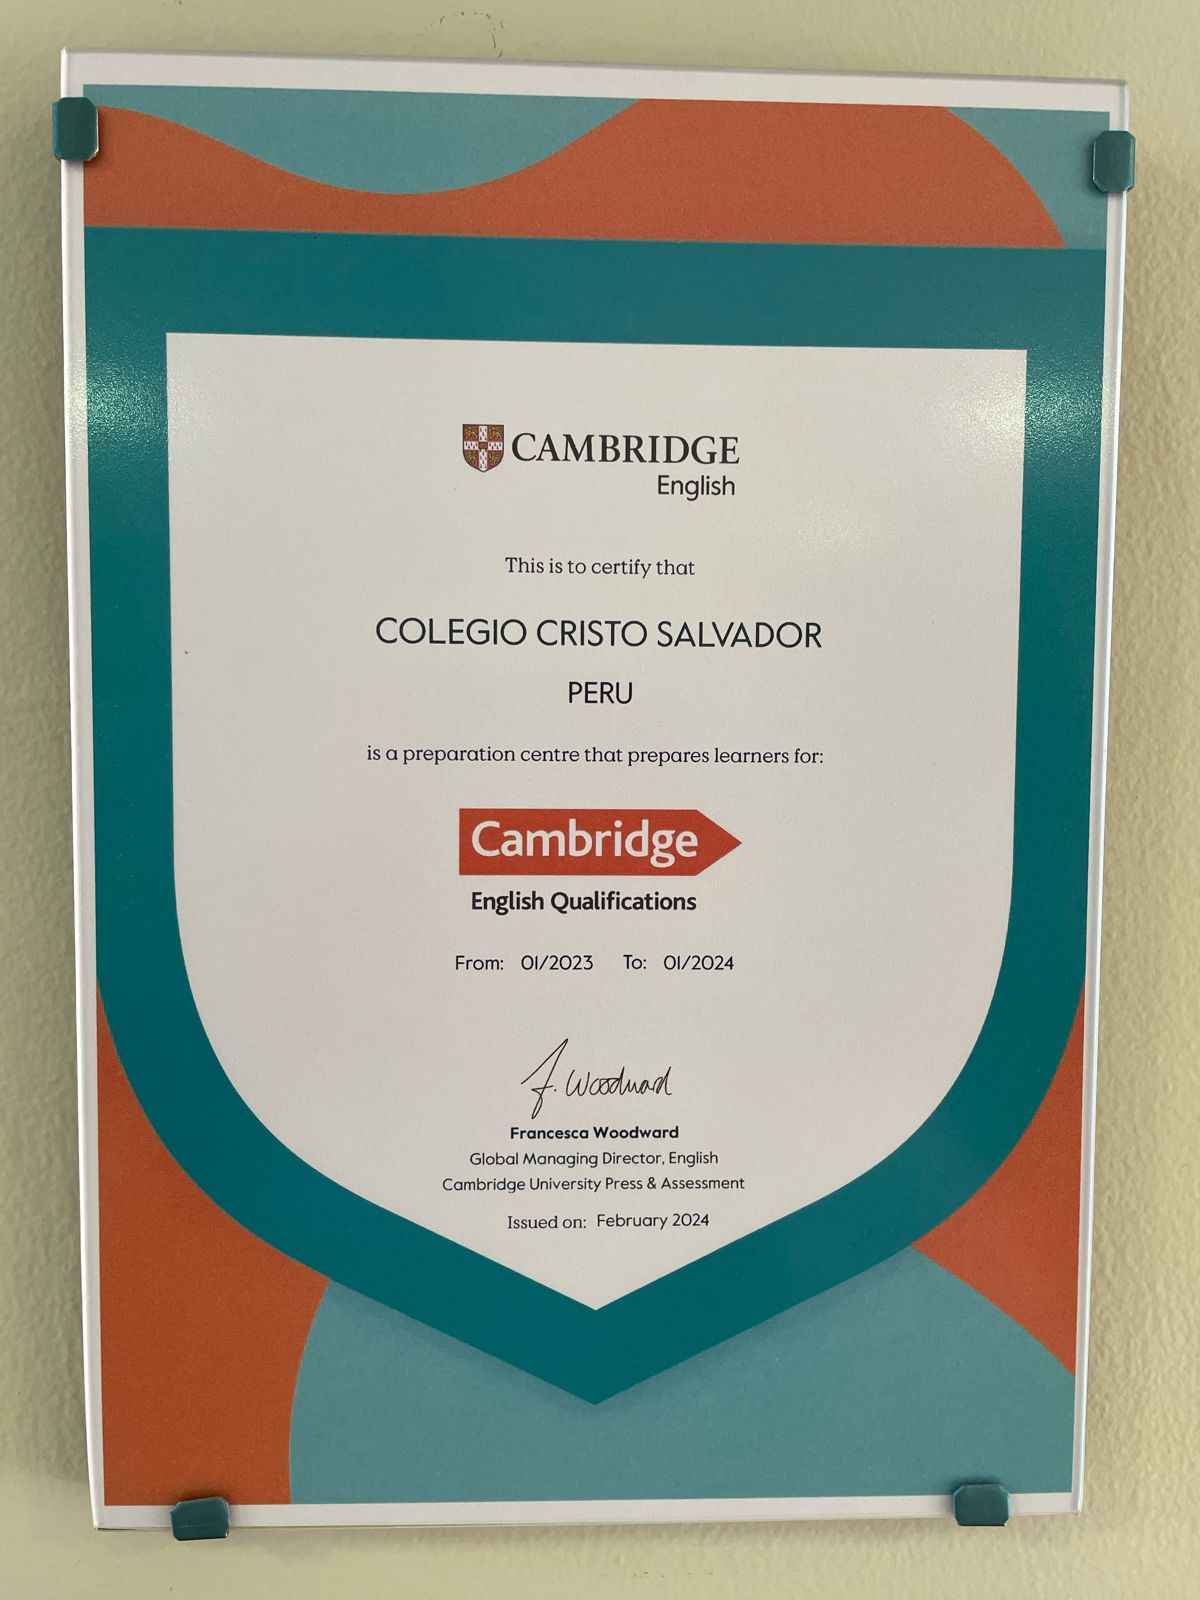 CAMBRIDGE
English
This is to certify that
COLEGIO CRISTO SALVADOR
PERU
is a preparation centre that prepares learners for:
Cambridge
English Qualifications
From: 01/2023 To: 01/2024
F. Woodward
Francesca Woodward
Global Managing Director, English
Cambridge University Press & Assessment
Issued on: February 2024